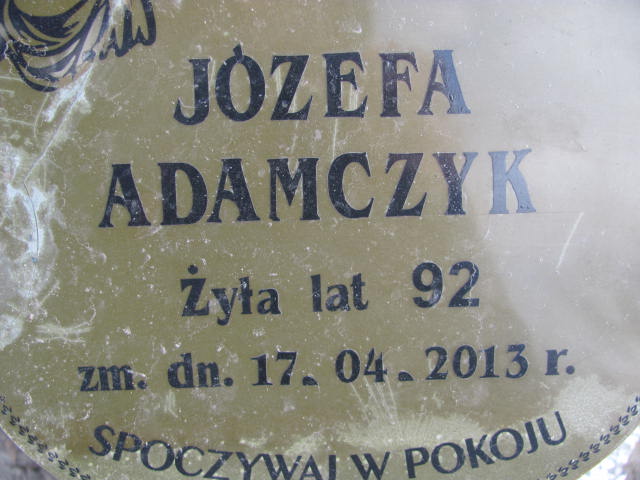 JÓZEFA
ADAMCZYK
Żyła lat 92
zm. dn. 17. 04. 2013 r.
SPOCZYWAJ W POKOJU